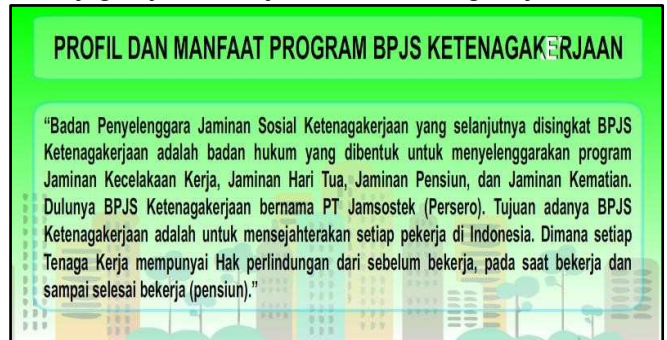 PROFIL DAN MANFAAT PROGRAM BPJS KETENAGAKERJAAN
“Badan Penyelenggara Jaminan Sosial Ketenagakerjaan yang selanjutnya disingkat BPJS
Ketenagakerjaan adalah badan hukum yang dibentuk untuk menyelenggarakan program
Jaminan Kecelakaan Kerja, Jaminan Hari Tua, Jaminan Pensiun, dan Jaminan Kematian.
Dulunya BPJS Ketenagakerjaan bernama PT Jamsostek (Persero). Tujuan adanya BPJS
Ketenagakerjaan adalah untuk mensejahterakan setiap pekerja di Indonesia. Dimana setiap
Tenaga Kerja mempunyai Hak perlindungan dari sebelum bekerja, pada saat bekerja dan
sampai selesai bekerja (pensiun).”